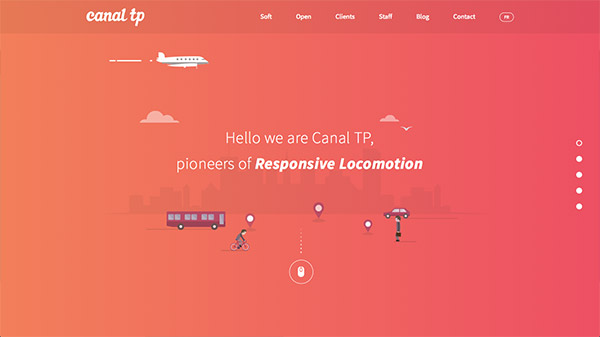 canal tp
Soft Open Clients Staff Blog Contact FR
Hello we are Canal TP,
pioneers of Responsive Locomotion